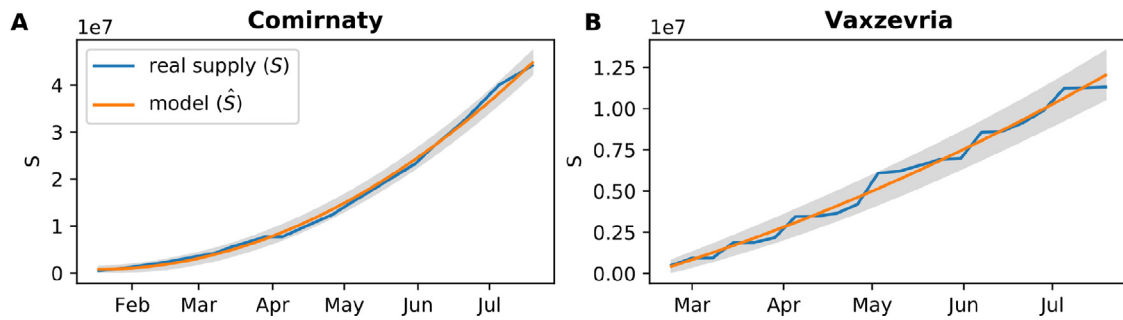 A
Comirnaty
1e7
real supply (S)
model (Ŝ)
4
3
2
1
0
S
Feb Mar Apr May Jun Jul
B
Vaxzevria
1e7
1.25
1.00
0.75
0.50
0.25
0.00
S
Mar Apr May Jun Jul